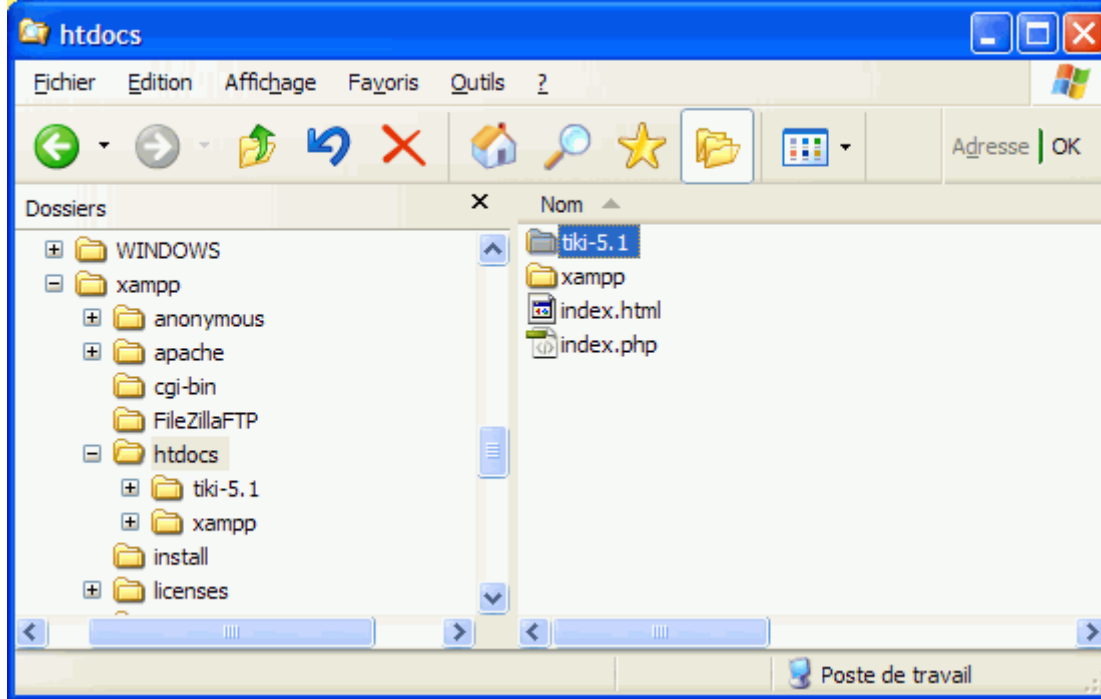 htdocs
Fichier Edition Affichage Favoris Outils ?
Adresse OK
Dossiers
WINDOWS
xampp
anonymous
apache
cgi-bin
FileZillaFTP
htdocs
tiki-5.1
xampp
install
licenses
Nom
tiki-5.1
xampp
index.html
index.php
Poste de travail